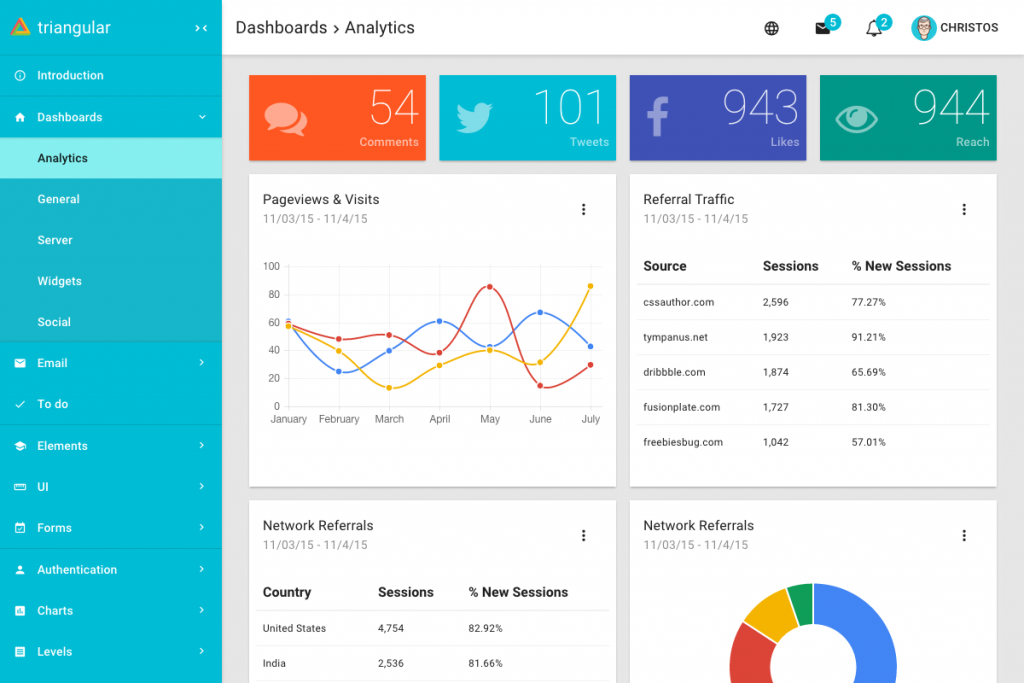 triangular
Dashboards › Analytics
5
2
CHRISTOS
Introduction
Dashboards
Analytics
General
Server
Widgets
Social
Email
To do
Elements
UI
Forms
Authentication
Charts
Levels
54
Comments
101
Tweets
943
Likes
944
Reach
Pageviews & Visits
11/03/15 - 11/4/15
100
80
60
40
20
0
January February March April May June July
Referral Traffic
11/03/15 - 11/4/15
Source Sessions % New Sessions
cssauthor.com 2,596 77.27%
tympanus.net 1,923 91.21%
dribbble.com 1,874 65.69%
fusionplate.com 1,727 81.30%
freebiesbug.com 1,042 57.01%
Network Referrals
11/03/15 - 11/4/15
Country Sessions % New Sessions
United States 4,754 82.92%
India 2,536 81.66%
Network Referrals
11/03/15 - 11/4/15